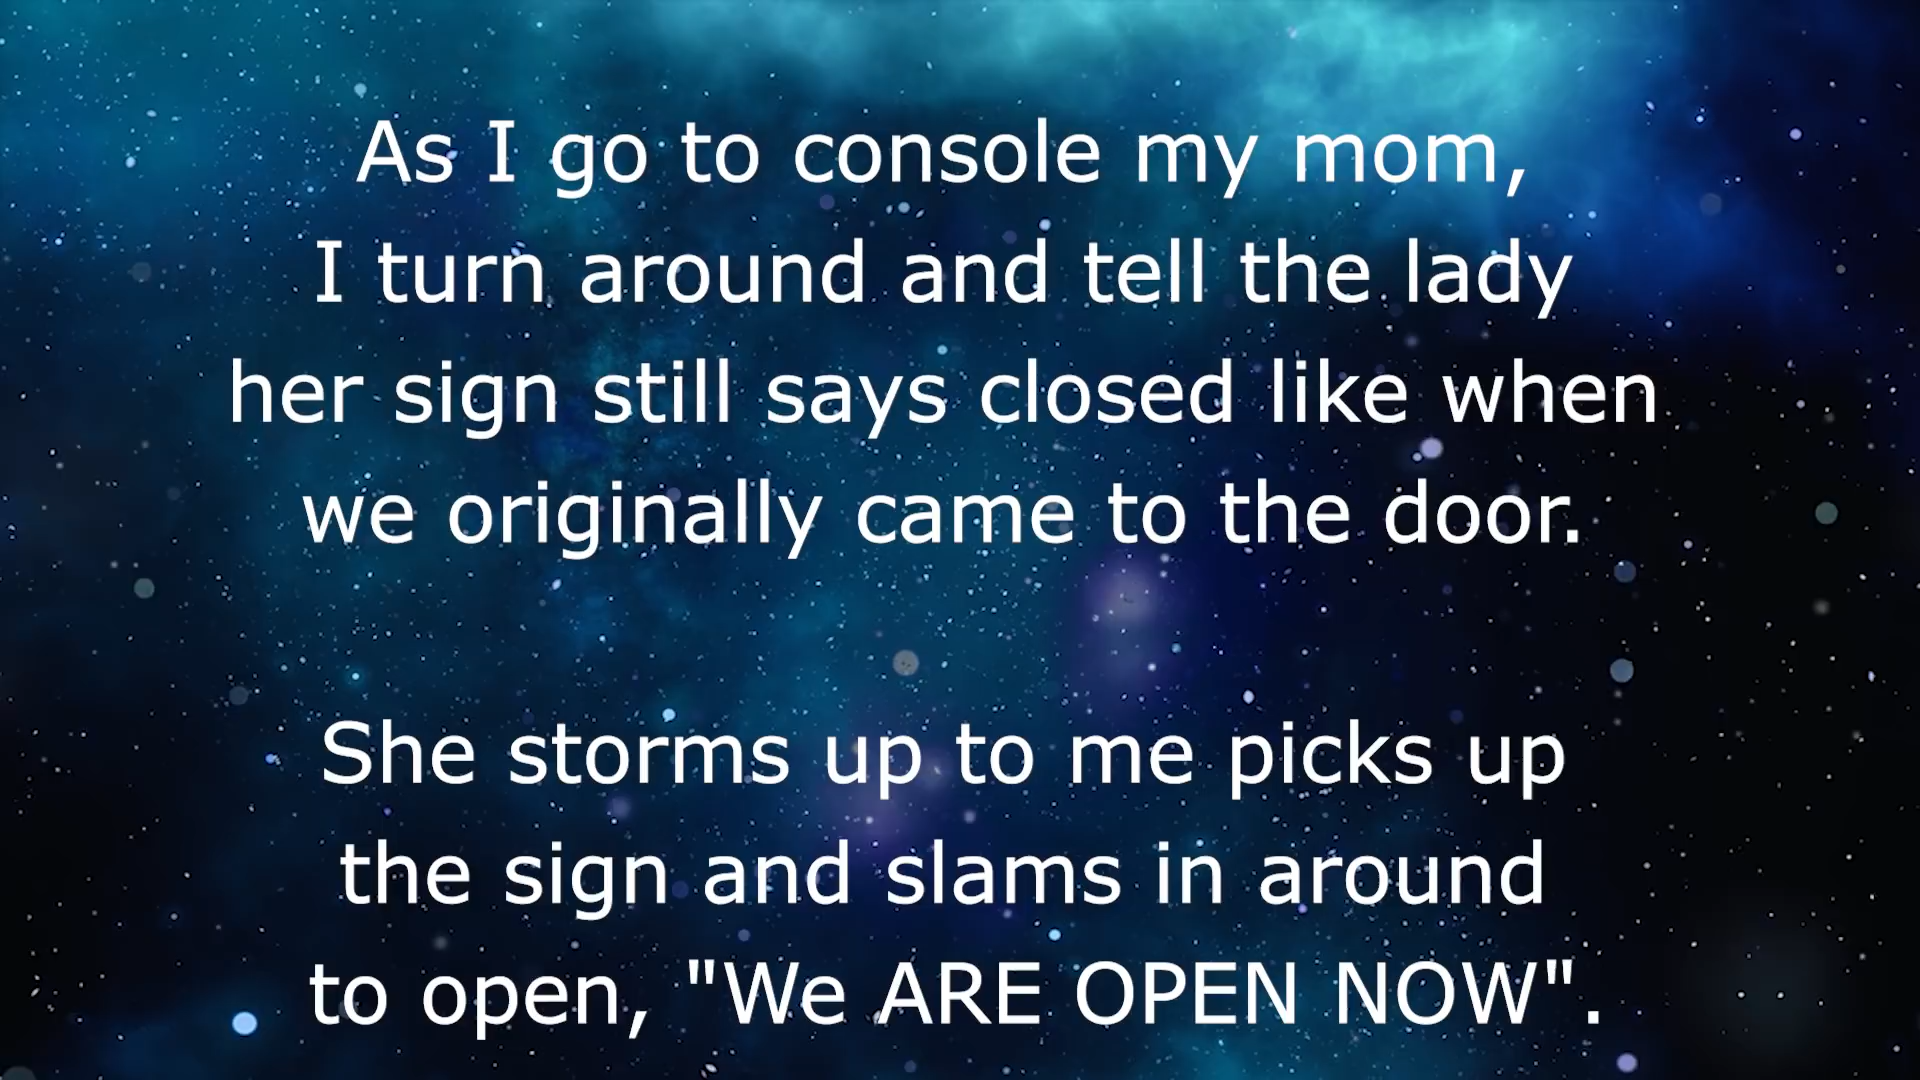 As I go to console my mom,
I turn around and tell the lady
her sign still says closed like when
we originally came to the door.
She storms up to me picks up
the sign and slams in around
to open, "We ARE OPEN NOW".